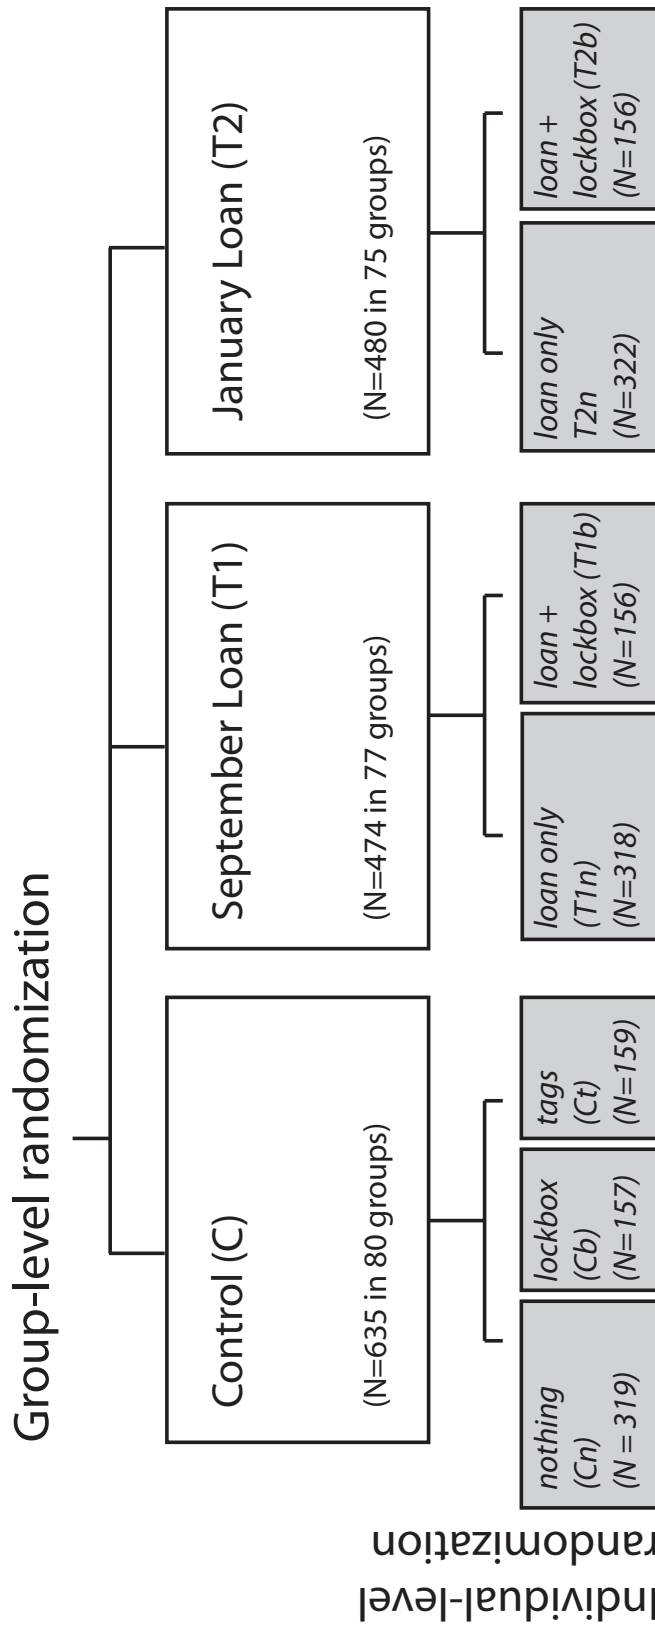 Group-level randomization
Control (C)
(N=635 in 80 groups)
September Loan (T1)
(N=474 in 77 groups)
January Loan (T2)
(N=480 in 75 groups)
Individual-level
randomization
nothing
(Cn)
(N = 319)
lockbox
(Cb)
(N=157)
tags
(Ct)
(N=159)
loan only
(T1n)
(N=318)
loan +
lockbox (T1b)
(N=156)
loan only
T2n
(N=322)
loan +
lockbox (T2b)
(N=156)